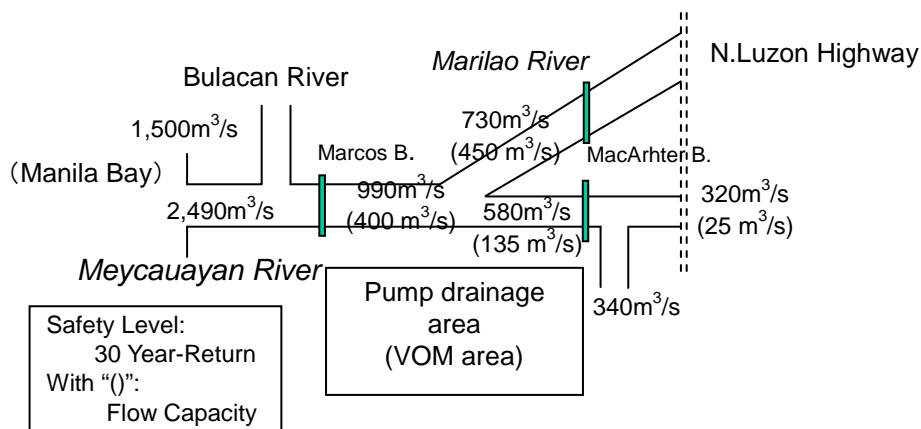 N.Luzon Highway
Marilao River
Bulacan River
730m³/s
(450 m³/s)
1,500m³/s
Marcos B.
MacArhter B.
（Manila Bay）
990m³/s
(400 m³/s)
320m³/s
(25 m³/s)
2,490m³/s
580m³/s
(135 m³/s)
Meycauayan River
340m³/s
Pump drainage
area
(VOM area)
Safety Level:
30 Year-Return
With “()”:
Flow Capacity